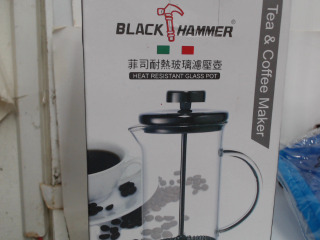 BLACK HAMMER
菲司耐熱玻璃濾壓壺
HEAT RESISTANT GLASS POT
Tea & Coffee Maker